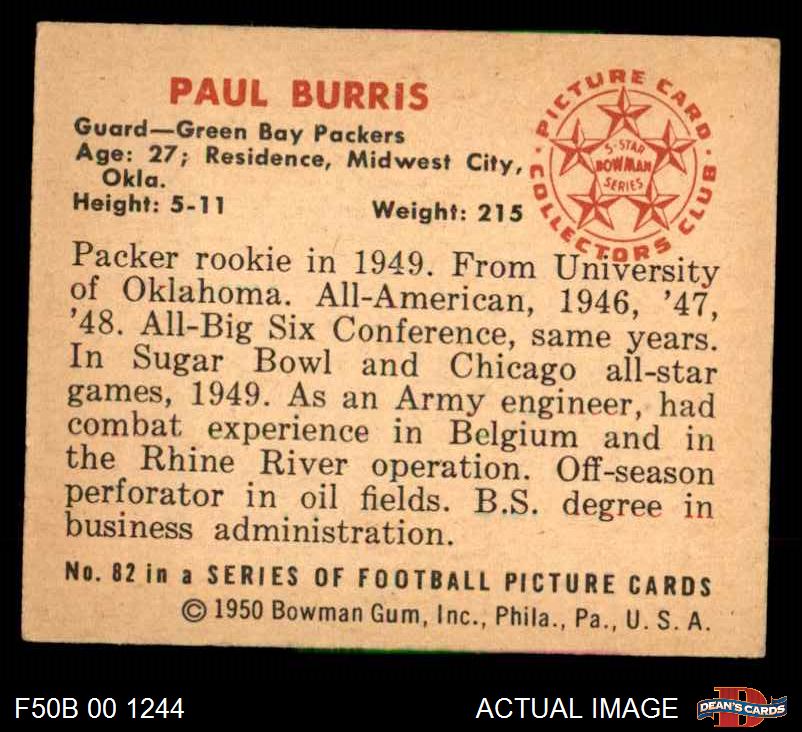 PAUL BURRIS
Guard—Green Bay Packers
Age: 27; Residence, Midwest City,
Okla.
Height: 5-11 Weight: 215
PICTURE CARD
COLLECTORS CLUB
5-STAR
BOWMAN
SERIES
Packer rookie in 1949. From University
of Oklahoma. All-American, 1946, '47,
'48. All-Big Six Conference, same years.
In Sugar Bowl and Chicago all-star
games, 1949. As an Army engineer, had
combat experience in Belgium and in
the Rhine River operation. Off-season
perforator in oil fields. B.S. degree in
business administration.
No. 82 in a SERIES OF FOOTBALL PICTURE CARDS
© 1950 Bowman Gum, Inc., Phila., Pa., U. S. A.
F50B 00 1244 ACTUAL IMAGE
D
DEAN'S CARDS